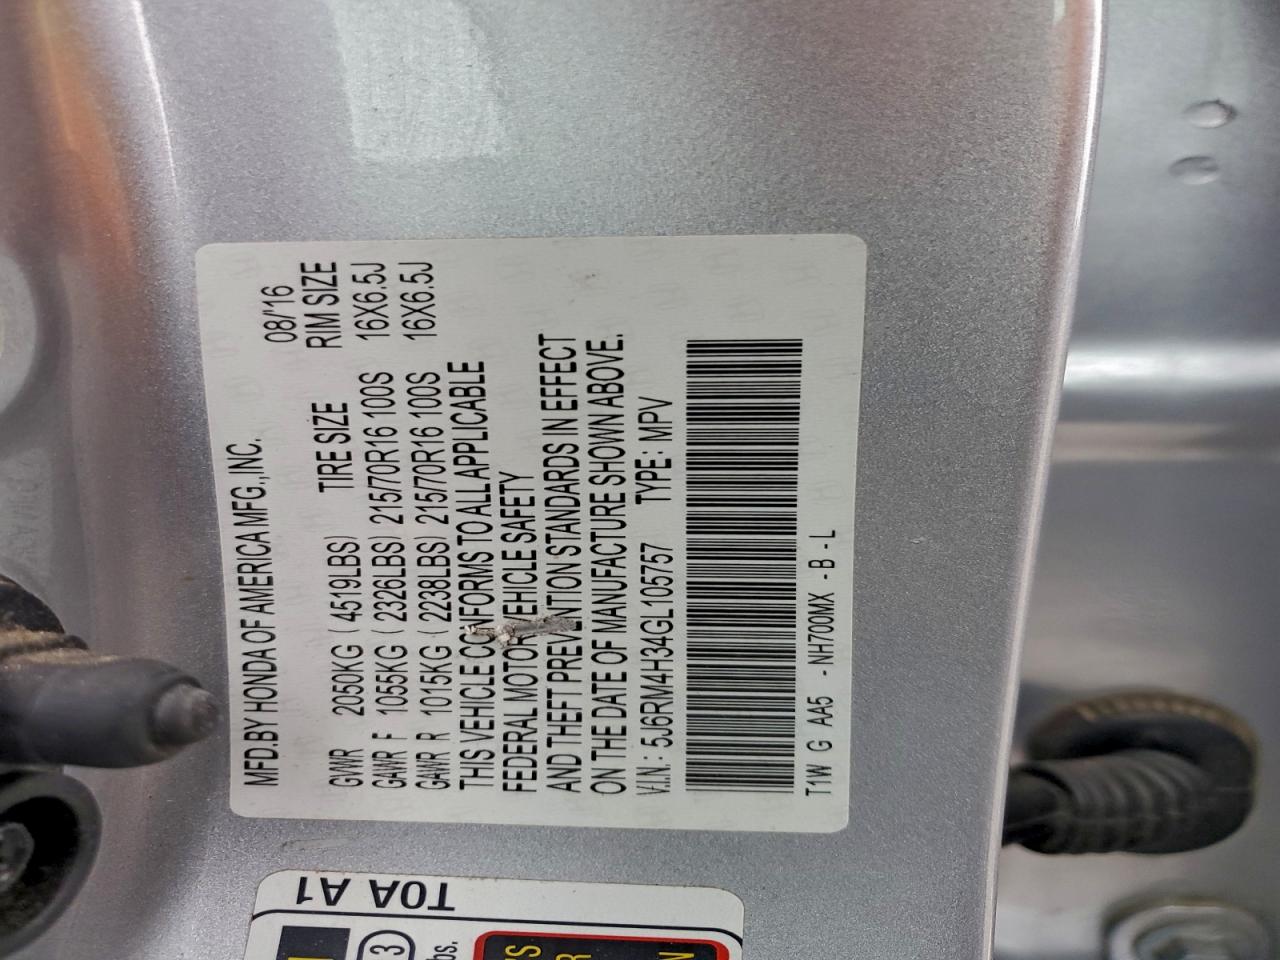 MFD.BY HONDA OF AMERICA MFG.,INC.
08/'16
GWR 2050KG ( 4519LBS) TIRE SIZE RIM SIZE
GAWR F 1055KG ( 2326LBS) 215/70R16 100S 16X6.5J
GAWR R 1015KG ( 2238LBS) 215/70R16 100S 16X6.5J
THIS VEHICLE CONFORMS TO ALL APPLICABLE
FEDERAL MOTOR VEHICLE SAFETY
AND THEFT PREVENTION STANDARDS IN EFFECT
ON THE DATE OF MANUFACTURE SHOWN ABOVE.
V.I.N.: 5J6RM4H34GL105757 TYPE: MPV
T1W G AA5 -NH700MX -B-L
T0A A1
3
bs.